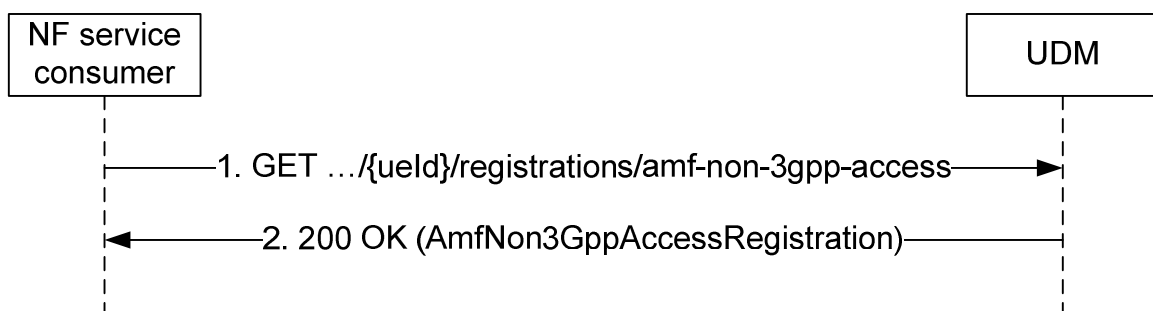 NF service
consumer
UDM
1. GET …/{ueId}/registrations/amf-non-3gpp-access
2. 200 OK (AmfNon3GppAccessRegistration)